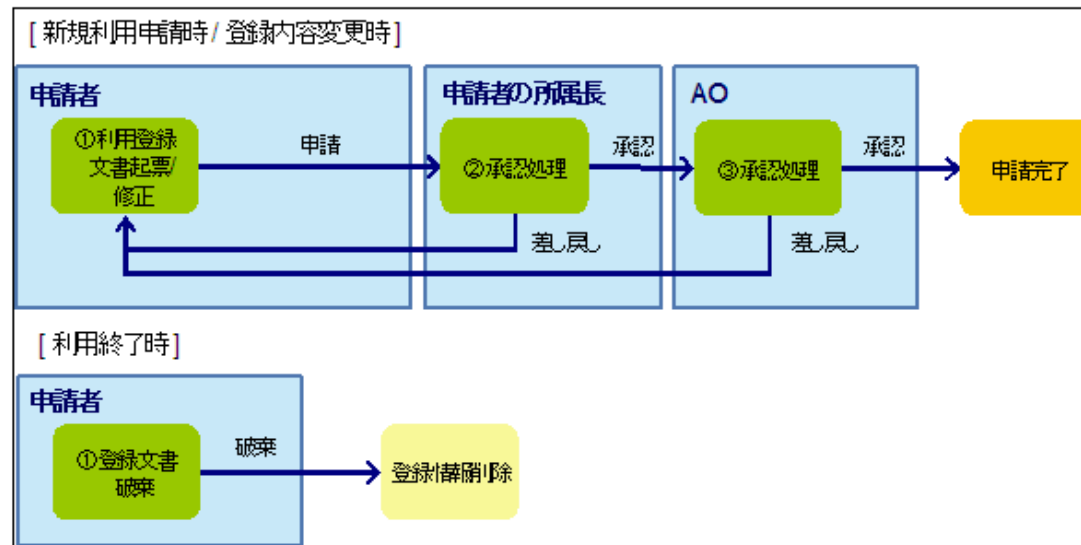 [ 新規利用申請時 / 登録内容変更時 ]
申請者
申請者の所属長
AO
①利用登録
文書起票/
修正
申請
②承認処理
承認
③承認処理
承認
申請完了
差し戻し
差し戻し
[ 利用終了時 ]
申請者
①登録文書
破棄
破棄
登録情報削除